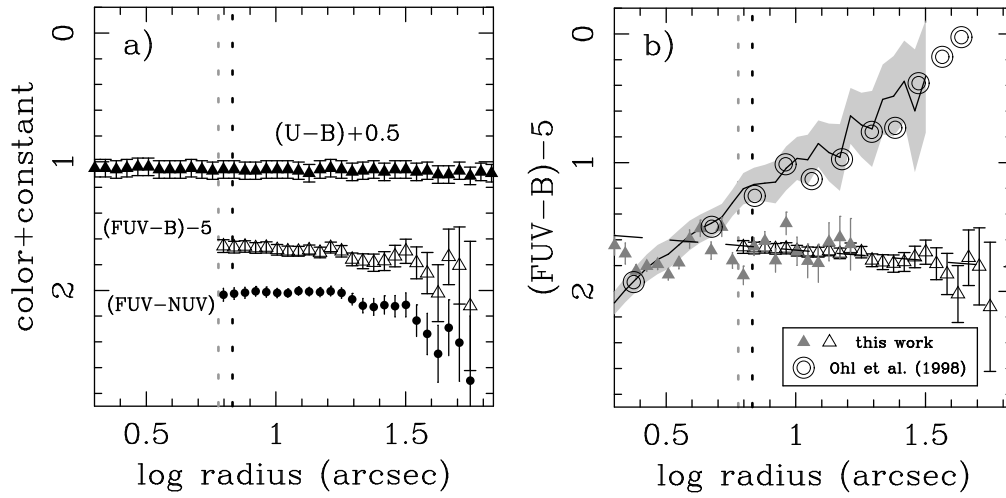 a)
color+constant
0
1
2
(U−B)+0.5
(FUV−B)−5
(FUV−NUV)
0.5
1
1.5
log radius (arcsec)
b)
(FUV−B)−5
0
1
2
this work
Ohl et al. (1998)
0.5
1
1.5
log radius (arcsec)